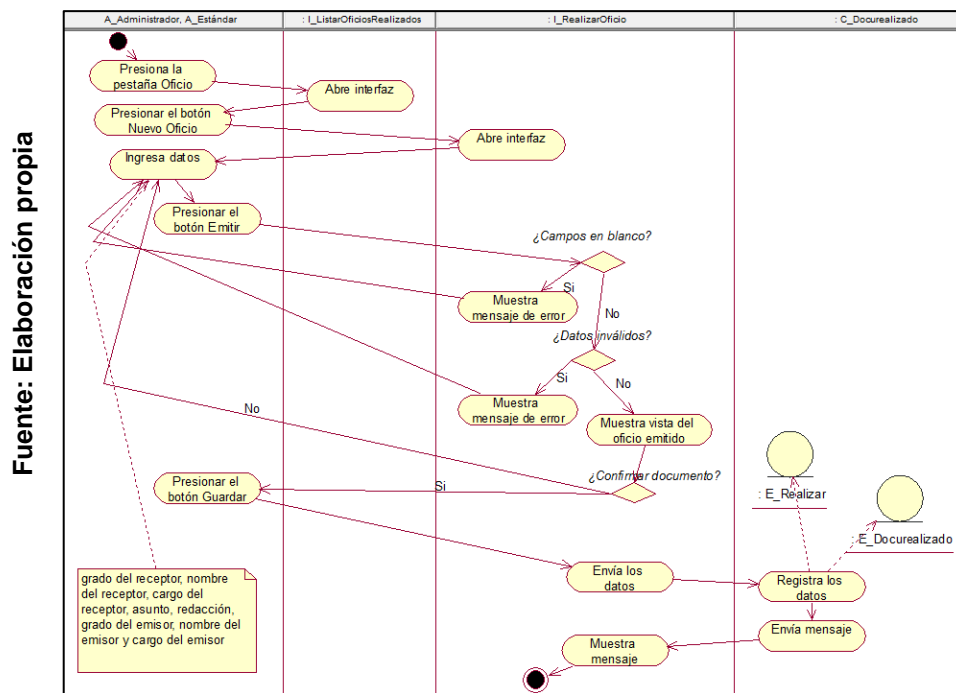 A_Administrador, A_Estándar
: I_ListarOficiosRealizados
: I_RealizarOficio
: C_Docurealizado
Presiona la
pestaña Oficio
Abre interfaz
Presionar el botón
Nuevo Oficio
Abre interfaz
Ingresa datos
Presionar el
botón Emitir
¿Campos en blanco?
Si
Muestra
mensaje de error
No
¿Datos inválidos?
Si
No
Muestra
mensaje de error
No
Muestra vista del
oficio emitido
¿Confirmar documento?
Presionar el
botón Guardar
Si
: E_Realizar
: E_Docurealizado
Envía los
datos
Registra los
datos
grado del receptor, nombre
del receptor, cargo del
receptor, asunto, redacción,
grado del emisor, nombre del
emisor y cargo del emisor
Envía mensaje
Muestra
mensaje
Fuente: Elaboración propia